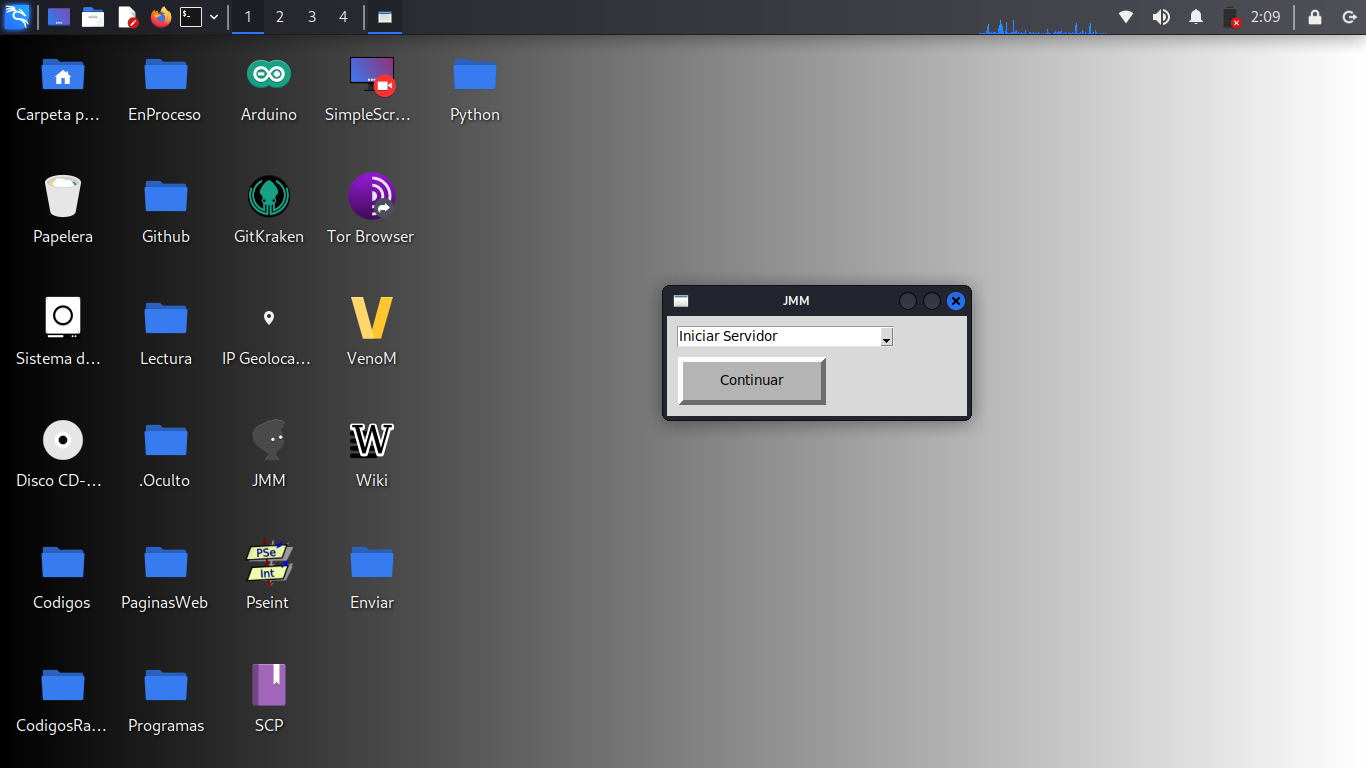 1 2 3 4
2:09
Carpeta p...
EnProceso
Arduino
SimpleScr...
Python
Papelera
Github
GitKraken
Tor Browser
Sistema d...
Lectura
IP Geoloca...
VenoM
Disco CD-...
.Oculto
JMM
W
Wiki
Codigos
PaginasWeb
PSe
Int
Pseint
Enviar
CodigosRa...
Programas
SCP
JMM
Iniciar Servidor
Continuar